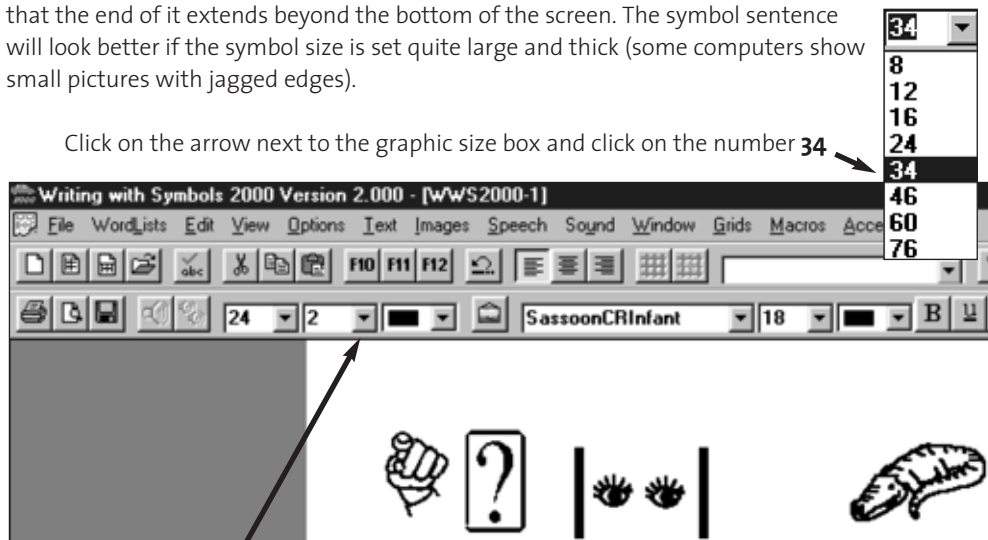 that the end of it extends beyond the bottom of the screen. The symbol sentence
will look better if the symbol size is set quite large and thick (some computers show
small pictures with jagged edges).
34
8
12
16
24
34
46
60
76
Click on the arrow next to the graphic size box and click on the number 34
Writing with Symbols 2000 Version 2.000 - [WWS2000-1]
File WordLists Edit View Options Text Images Speech Sound Window Grids Macros Acce
abc F10 F11 F12
24 2 SassoonCRInfant 18 B U
?